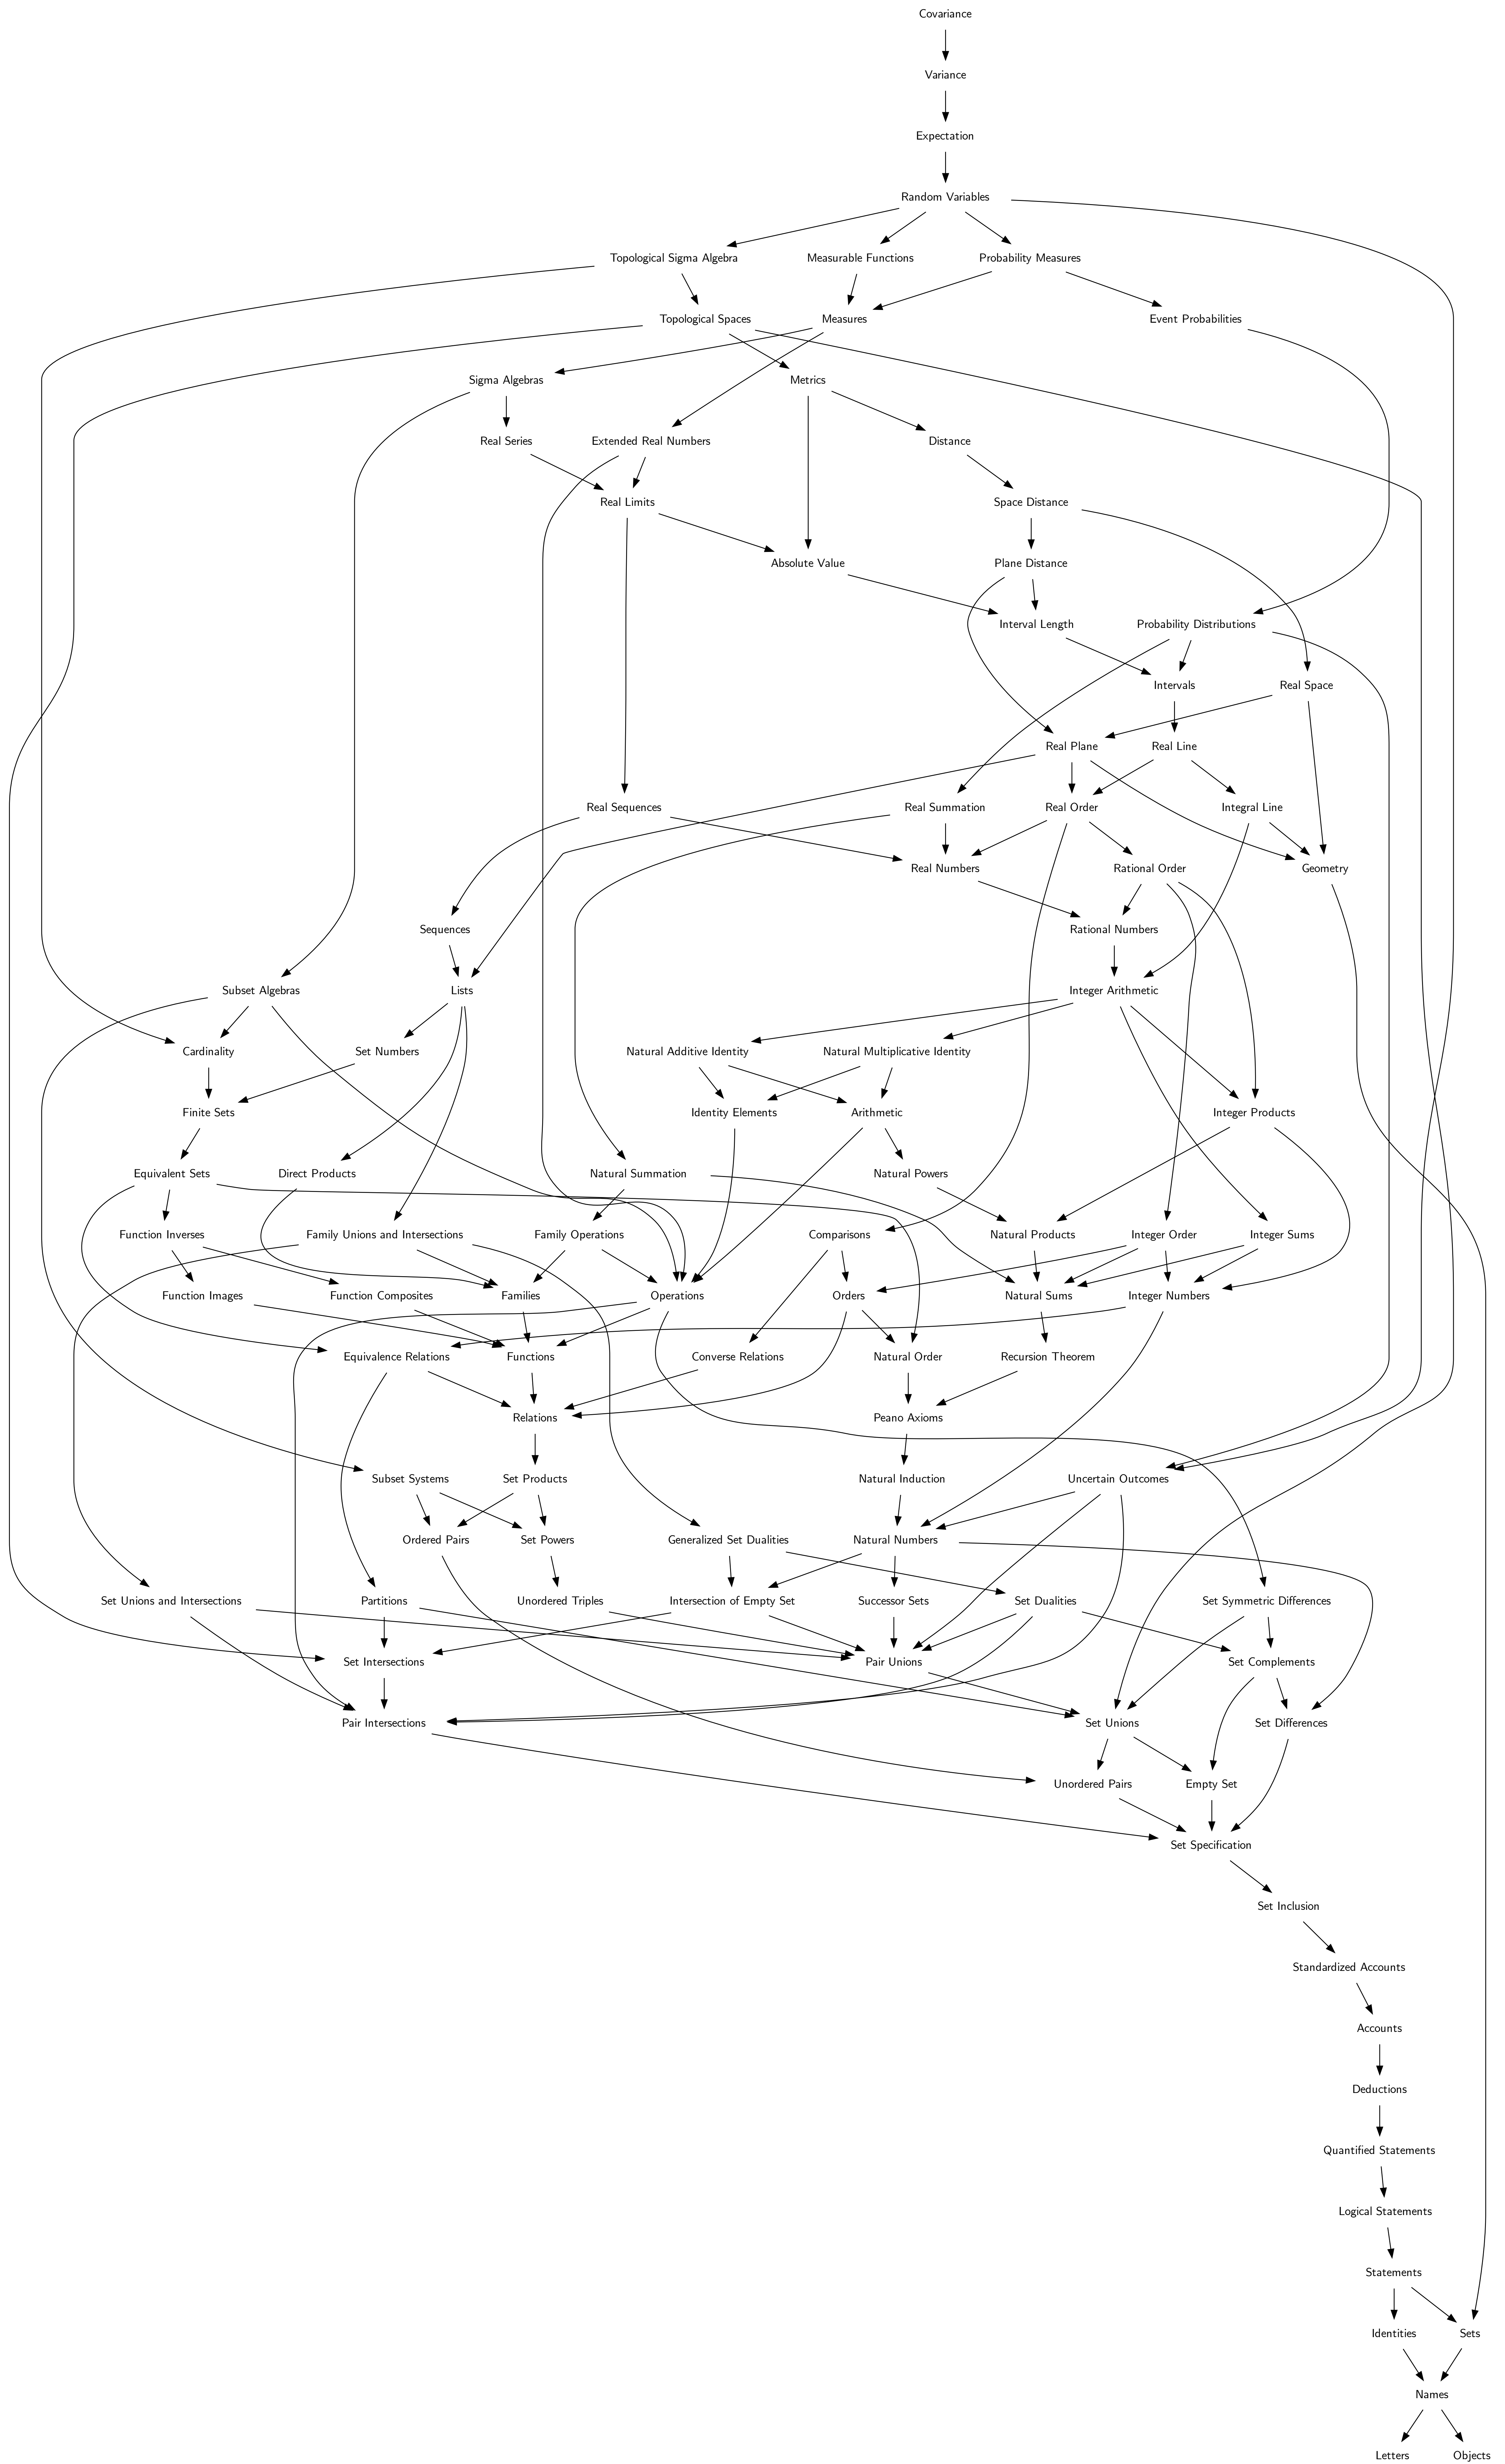 Covariance
Variance
Expectation
Random Variables
Topological Sigma Algebra
Measurable Functions
Probability Measures
Topological Spaces
Measures
Event Probabilities
Sigma Algebras
Metrics
Real Series
Extended Real Numbers
Distance
Real Limits
Space Distance
Absolute Value
Plane Distance
Interval Length
Probability Distributions
Intervals
Real Space
Real Plane
Real Line
Real Sequences
Real Summation
Real Order
Integral Line
Real Numbers
Rational Order
Geometry
Sequences
Rational Numbers
Subset Algebras
Lists
Integer Arithmetic
Cardinality
Set Numbers
Natural Additive Identity
Natural Multiplicative Identity
Finite Sets
Identity Elements
Arithmetic
Integer Products
Equivalent Sets
Direct Products
Natural Summation
Natural Powers
Function Inverses
Family Unions and Intersections
Family Operations
Comparisons
Natural Products
Integer Order
Integer Sums
Function Images
Function Composites
Families
Operations
Orders
Natural Sums
Integer Numbers
Equivalence Relations
Functions
Converse Relations
Natural Order
Recursion Theorem
Relations
Peano Axioms
Subset Systems
Set Products
Natural Induction
Uncertain Outcomes
Ordered Pairs
Set Powers
Generalized Set Dualities
Natural Numbers
Set Unions and Intersections
Partitions
Unordered Triples
Intersection of Empty Set
Successor Sets
Set Dualities
Set Symmetric Differences
Set Intersections
Pair Unions
Set Complements
Pair Intersections
Set Unions
Set Differences
Unordered Pairs
Empty Set
Set Specification
Set Inclusion
Standardized Accounts
Accounts
Deductions
Quantified Statements
Logical Statements
Statements
Identities
Sets
Names
Letters
Objects